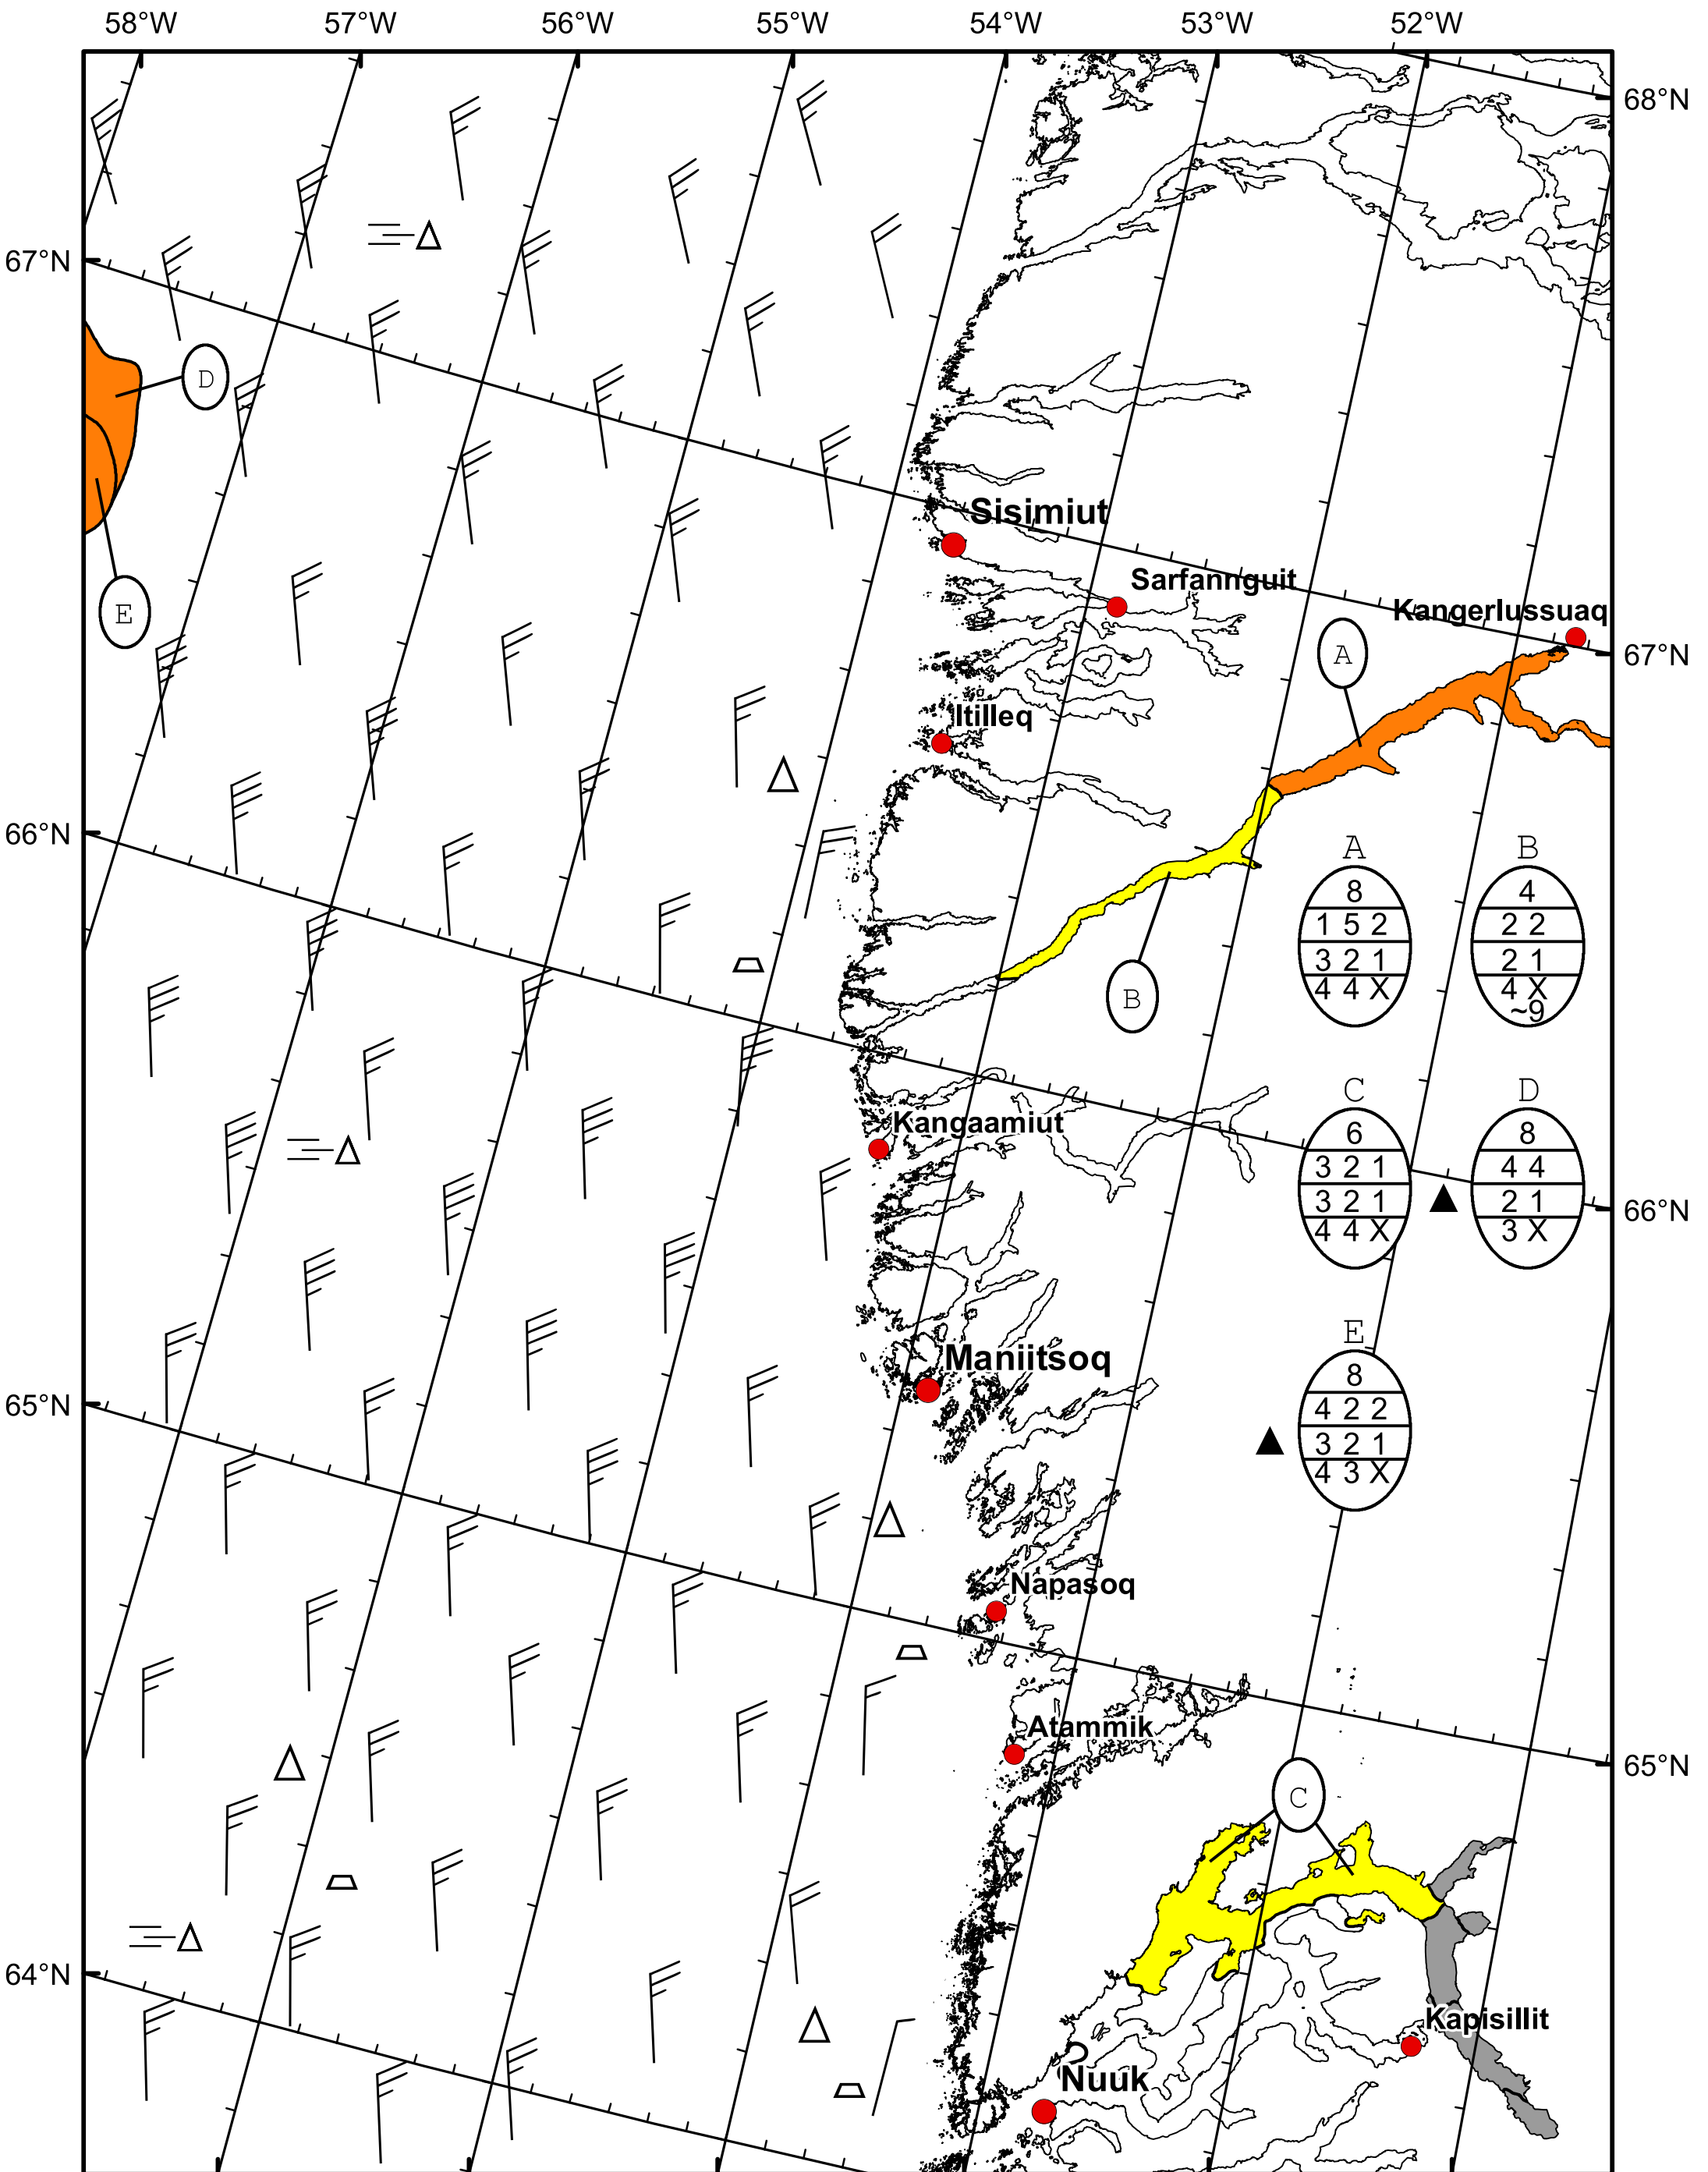 58°W 57°W 56°W 55°W 54°W 53°W 52°W
68°N
67°N
D
E
Sisimiut
Sarfannguit
Kangerlussuaq
A
67°N
Itilleq
66°N
A B
8 4
1 5 2 2 2
3 2 1 2 1
4 4 X 4 X
~9
B
C D
Kangaamiut
6 8
3 2 1 4 4
3 2 1 2 1
4 4 X 3 X
66°N
E
Maniitsoq
8
4 2 2
3 2 1
4 3 X
65°N
Napasoq
Atammik
65°N
C
64°N
Kapisillit
Nuuk